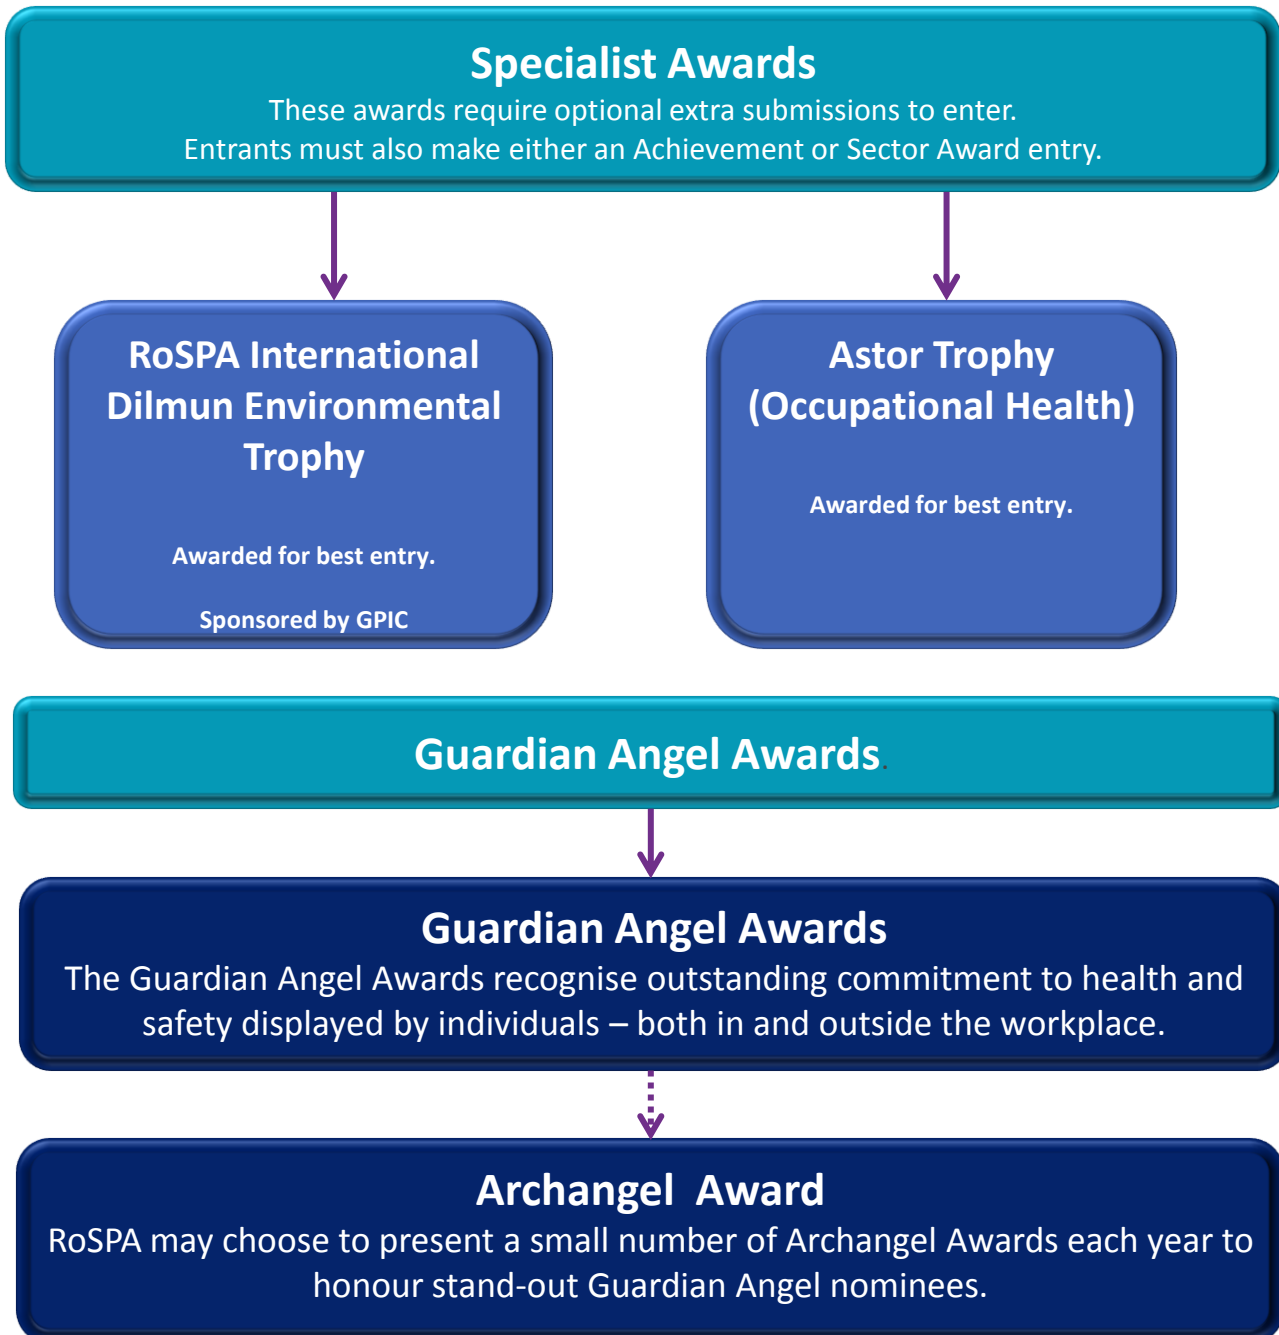 Specialist Awards
These awards require optional extra submissions to enter.
Entrants must also make either an Achievement or Sector Award entry.
RoSPA International
Dilmun Environmental
Trophy
Awarded for best entry.
Sponsored by GPIC
Astor Trophy
(Occupational Health)
Awarded for best entry.
Guardian Angel Awards.
Guardian Angel Awards
The Guardian Angel Awards recognise outstanding commitment to health and
safety displayed by individuals – both in and outside the workplace.
Archangel  Award
RoSPA may choose to present a small number of Archangel Awards each year to
honour stand-out Guardian Angel nominees.